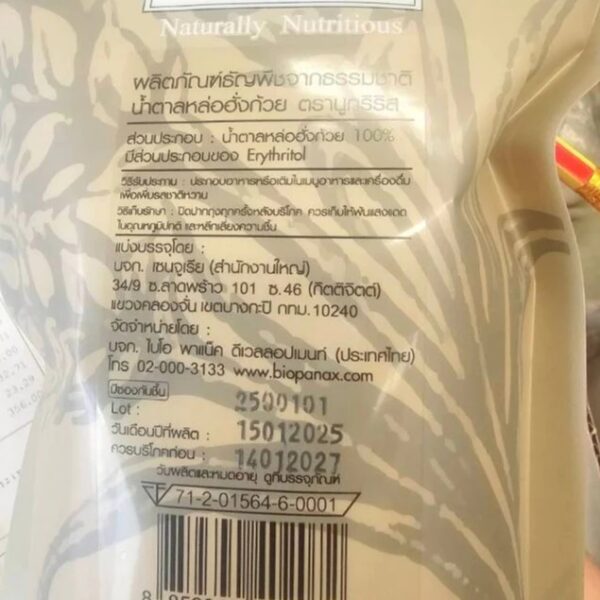 Naturally Nutritious
ผลิตภัณฑ์ธัญพืชจากธรรมชาติ
น้ำตาลหล่อฮั่งก้วย ตรานูทริริส
ส่วนประกอบ : น้ำตาลหล่อฮั่งก้วย 100%
มีส่วนประกอบของ Erythritol
วิธีรับประทาน : ประกอบอาหารหรือเติมในเมนูอาหารและเครื่องดื่ม
เพื่อเพิ่มรสชาติหวาน
วิธีเก็บรักษา : ปิดปากถุงทุกครั้งหลังบริโภค ควรเก็บให้พ้นแสงแดด
ในอุณหภูมิปกติ และหลีกเลี่ยงความชื้น
แบ่งบรรจุโดย :
บจก. เซนจูเรีย (สำนักงานใหญ่)
34/9 ซ.ลาดพร้าว 101 ซ.46 (กิตติจิตต์)
แขวงคลองจั่น เขตบางกะปิ กทม. 10240
จัดจำหน่ายโดย :
บจก. ไบโอ พาแน็ค ดีเวลลอปเมนท์ (ประเทศไทย)
โทร 02-000-3133 www.biopanax.com
มีซองกันชื้น
Lot : 2500101
วันเดือนปีที่ผลิต : 15012025
ควรบริโภคก่อน : 14012027
วันผลิตและหมดอายุ ดูที่บรรจุภัณฑ์
71-2-01564-6-0001